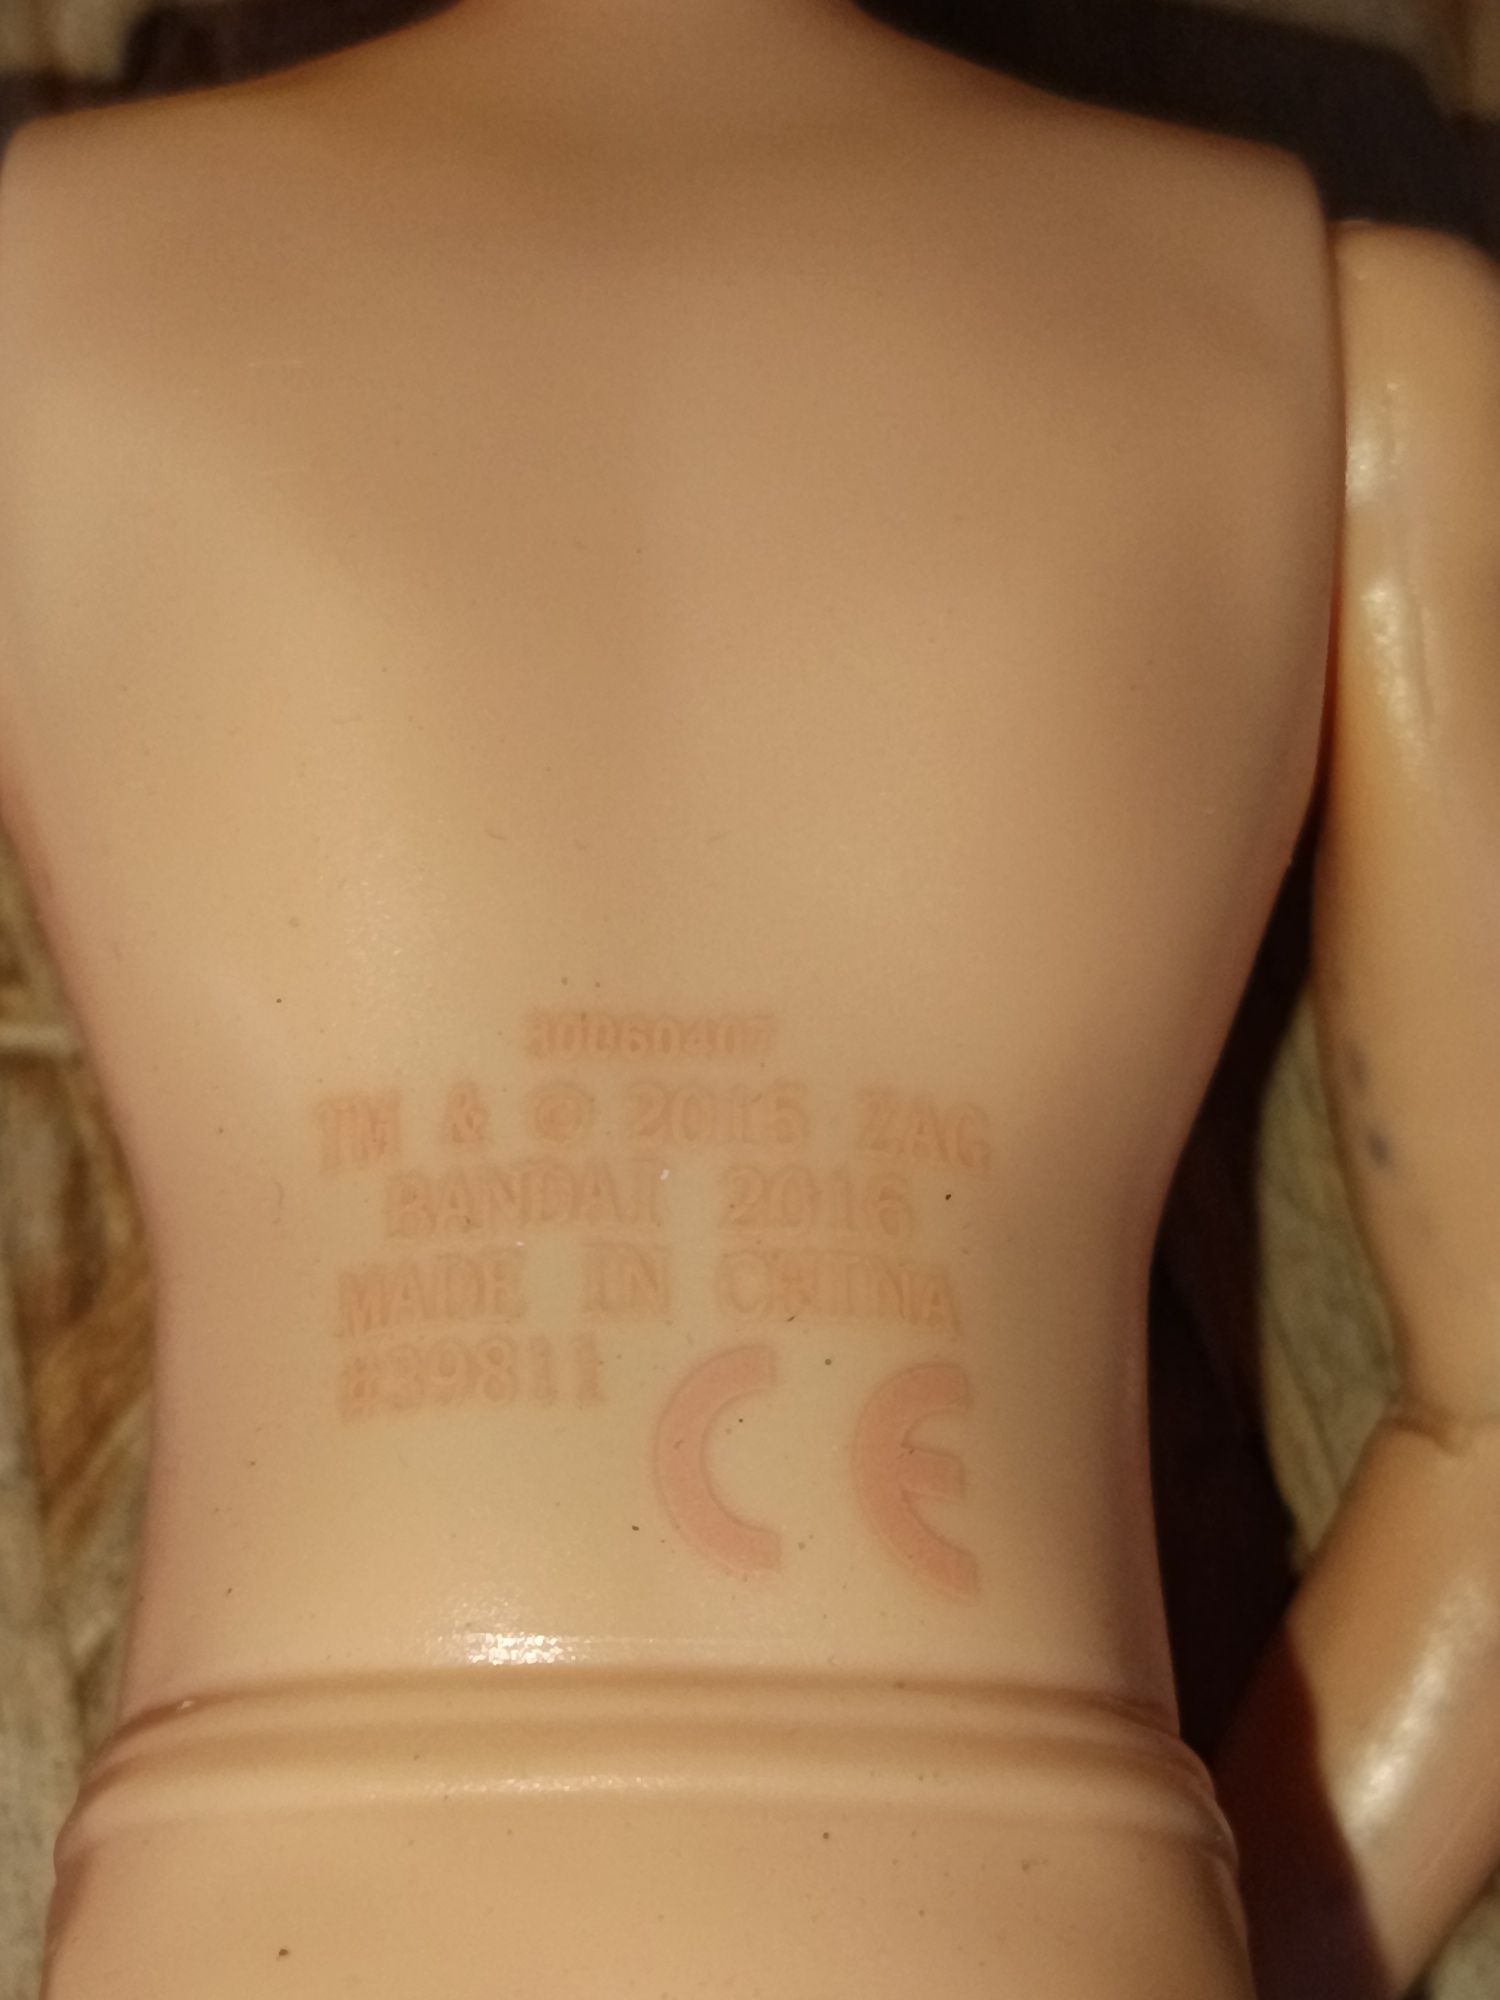 TM & © 2015 ZAG
BANDAI 2016
MADE IN CHINA
#39811 CE